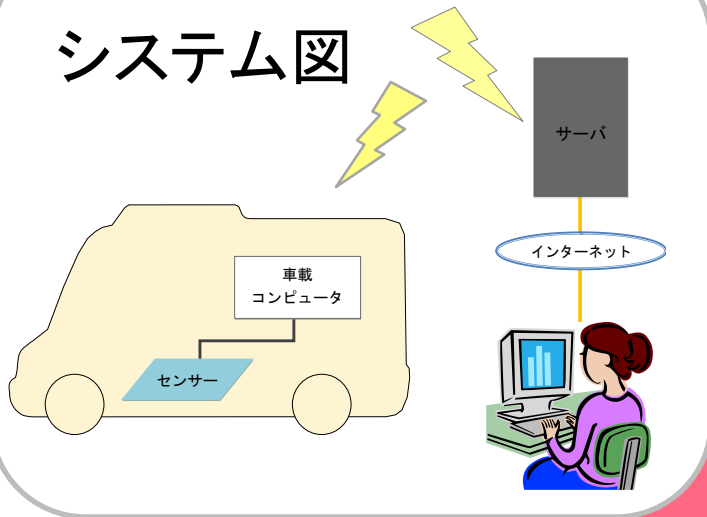 システム図
サーバ
インターネット
車載
コンピュータ
センサー